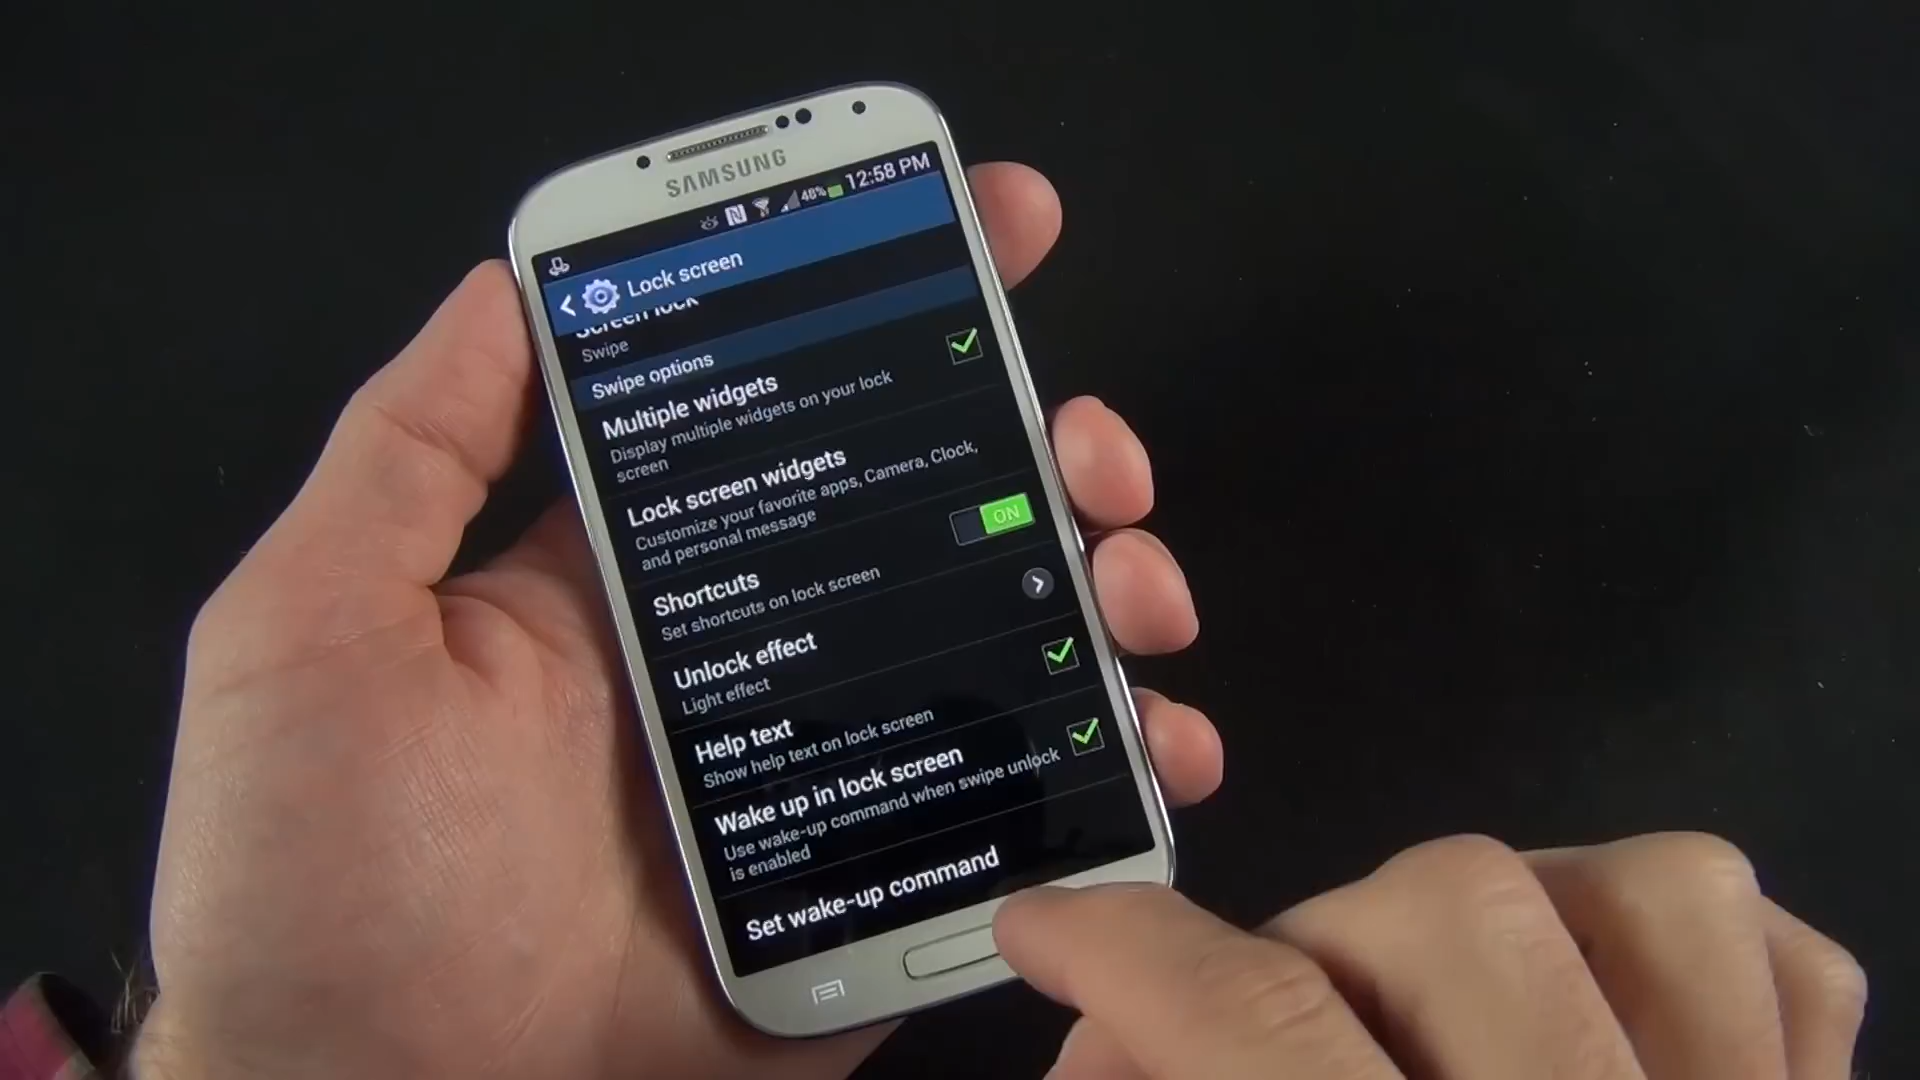 SAMSUNG
48% 12:58 PM
Lock screen
Screen lock
Swipe
Swipe options
Multiple widgets
Display multiple widgets on your lock
screen
Lock screen widgets
Customize your favorite apps, Camera, Clock,
and personal message
ON
Shortcuts
Set shortcuts on lock screen
Unlock effect
Light effect
Help text
Show help text on lock screen
Wake up in lock screen
Use wake-up command when swipe unlock
is enabled
Set wake-up command